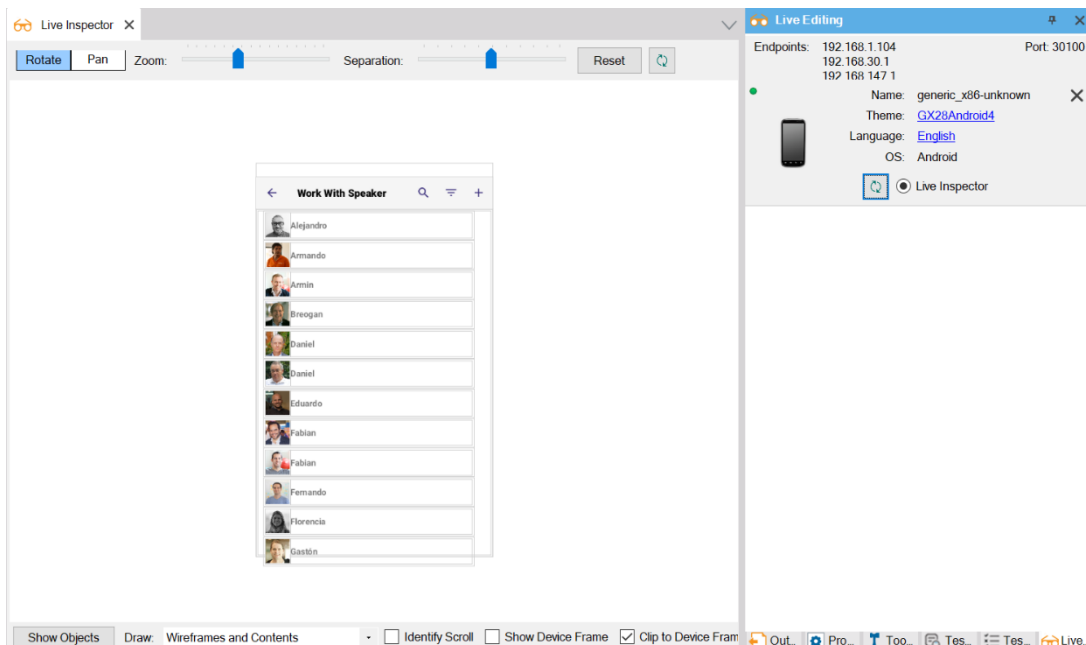 Live Inspector
Rotate Pan Zoom: Separation: Reset
Work With Speaker
Alejandro
Armando
Armin
Breogan
Daniel
Daniel
Eduardo
Fabian
Fabian
Fernando
Florencia
Gastón
Show Objects Draw: Wireframes and Contents Identify Scroll Show Device Frame Clip to Device Fram
Live Editing
Endpoints: 192.168.1.104 Port: 30100
192.168.30.1
192.168.147.1
Name: generic_x86-unknown
Theme: GX28Android4
Language: English
OS: Android
Live Inspector
Out... Pro... Too... Tes... Tes... Live